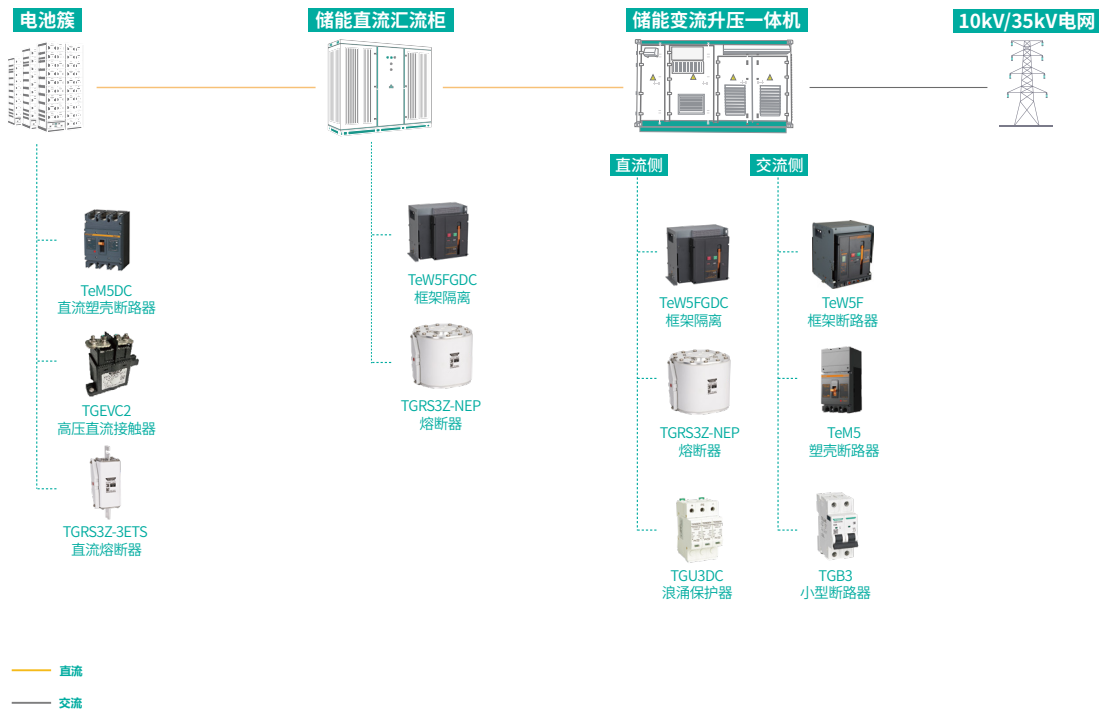 电池簇
储能直流汇流柜
储能变流升压一体机
10kV/35kV电网
直流侧
交流侧
TeM5DC
直流塑壳断路器
TGEVC2
高压直流接触器
TGRS3Z-3ETS
直流熔断器
TeW5FGDC
框架隔离
TGRS3Z-NEP
熔断器
TeW5FGDC
框架隔离
TGRS3Z-NEP
熔断器
TGU3DC
浪涌保护器
TeW5F
框架断路器
TeM5
塑壳断路器
TGB3
小型断路器
直流
交流